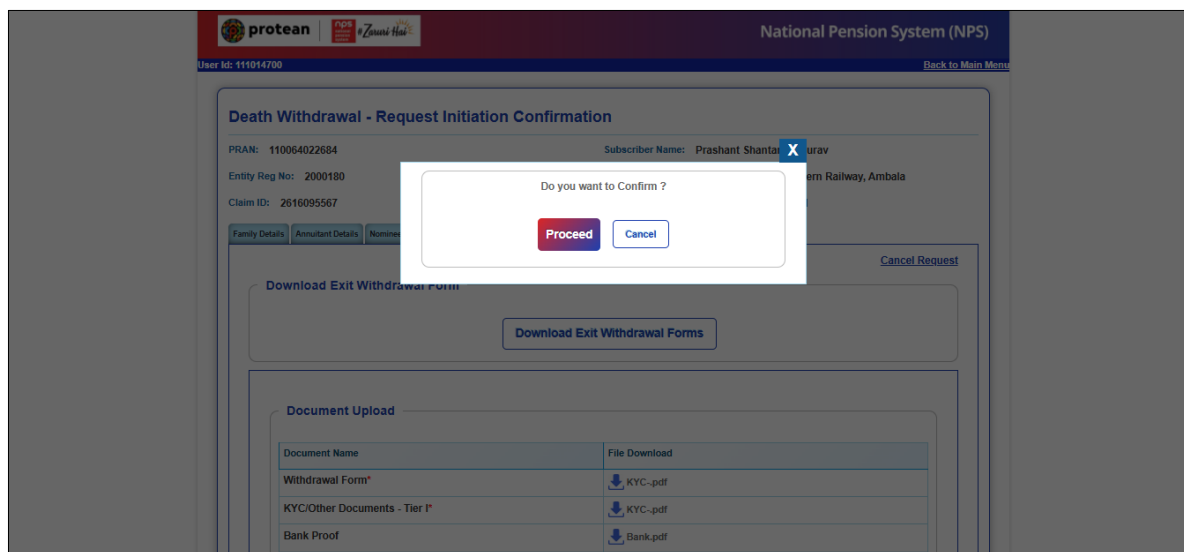 protean nps #Zaruri Hai National Pension System (NPS)
User Id: 111014700 Back to Main Menu
Death Withdrawal - Request Initiation Confirmation
PRAN: 110064022684 Subscriber Name: Prashant Shantar urav
X
Entity Reg No: 2000180 ern Railway, Ambala
Do you want to Confirm ?
Claim ID: 2616095567
Proceed Cancel
Family Details Annuitant Details Nominee
Cancel Request
Download Exit Withdrawal Form
Download Exit Withdrawal Forms
Document Upload
Document Name File Download
Withdrawal Form* KYC-.pdf
KYC/Other Documents - Tier I* KYC-.pdf
Bank Proof Bank.pdf